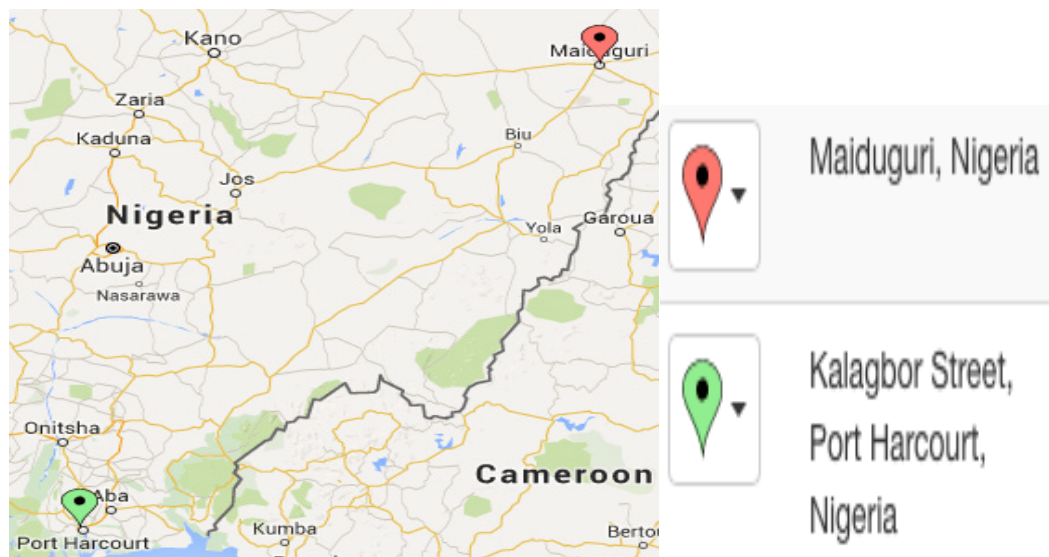 Kano
Maiduguri
Zaria
Kaduna
Biu
Jos
Nigeria
Garoua
Yola
Abuja
Nasarawa
Onitsha
Cameroon
Aba
Kumba
Port Harcourt
Maiduguri, Nigeria
Kalagbor Street,
Port Harcourt,
Nigeria